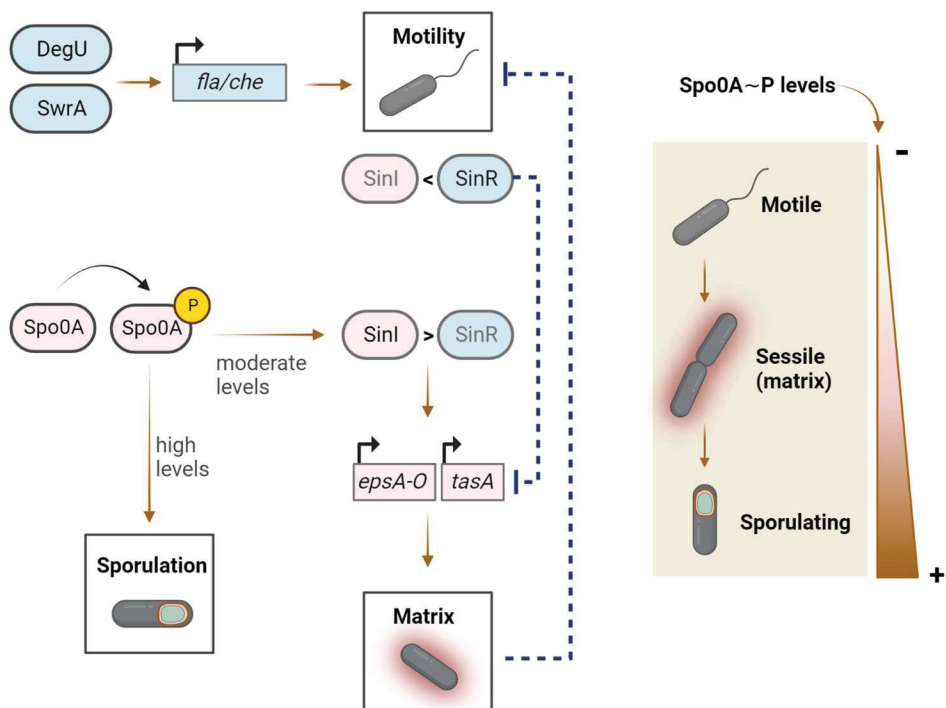 DegU
SwrA
fla/che
Motility
SinI < SinR
Spo0A
Spo0A
P
moderate
levels
SinI > SinR
high
levels
epsA-O
tasA
Sporulation
Matrix
Spo0A~P levels
-
Motile
Sessile
(matrix)
Sporulating
+